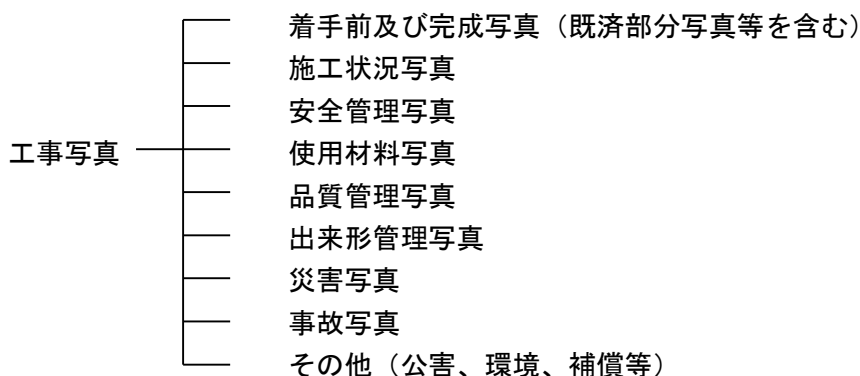 着手前及び完成写真（既済部分写真等を含む）
施工状況写真
安全管理写真
工事写真 使用材料写真
品質管理写真
出来形管理写真
災害写真
事故写真
その他（公害、環境、補償等）